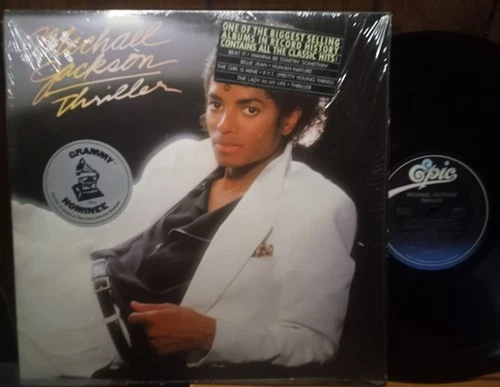 Michael
Jackson
Thriller
ONE OF THE BIGGEST SELLING
ALBUMS IN RECORD HISTORY
CONTAINS ALL THE CLASSIC HITS!
BEAT IT • WANNA BE STARTIN' SOMETHIN'
BILLIE JEAN • HUMAN NATURE
THE GIRL IS MINE • P.Y.T. (PRETTY YOUNG THING)
THE LADY IN MY LIFE • THRILLER
GRAMMY
NOMINEE
Epic
MICHAEL JACKSON
THRILLER